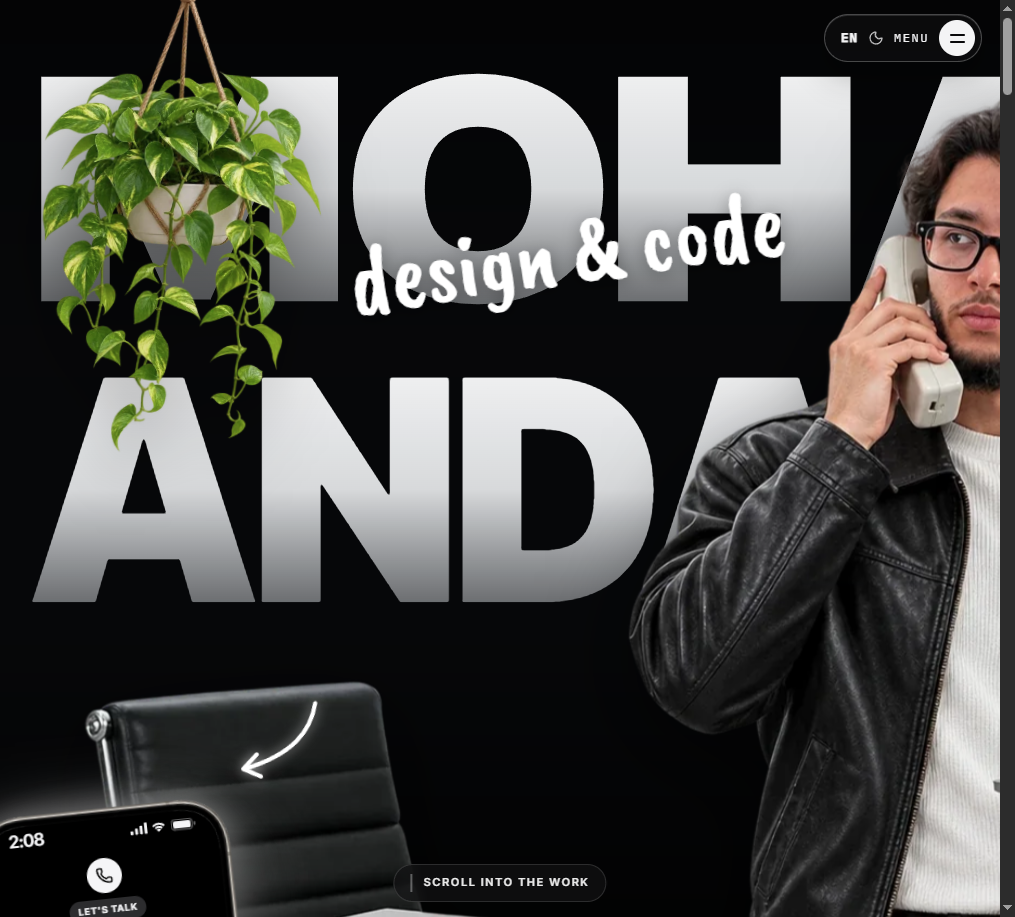 EN MENU
MOHA
design & code
ANDA
2:08
LET'S TALK
SCROLL INTO THE WORK